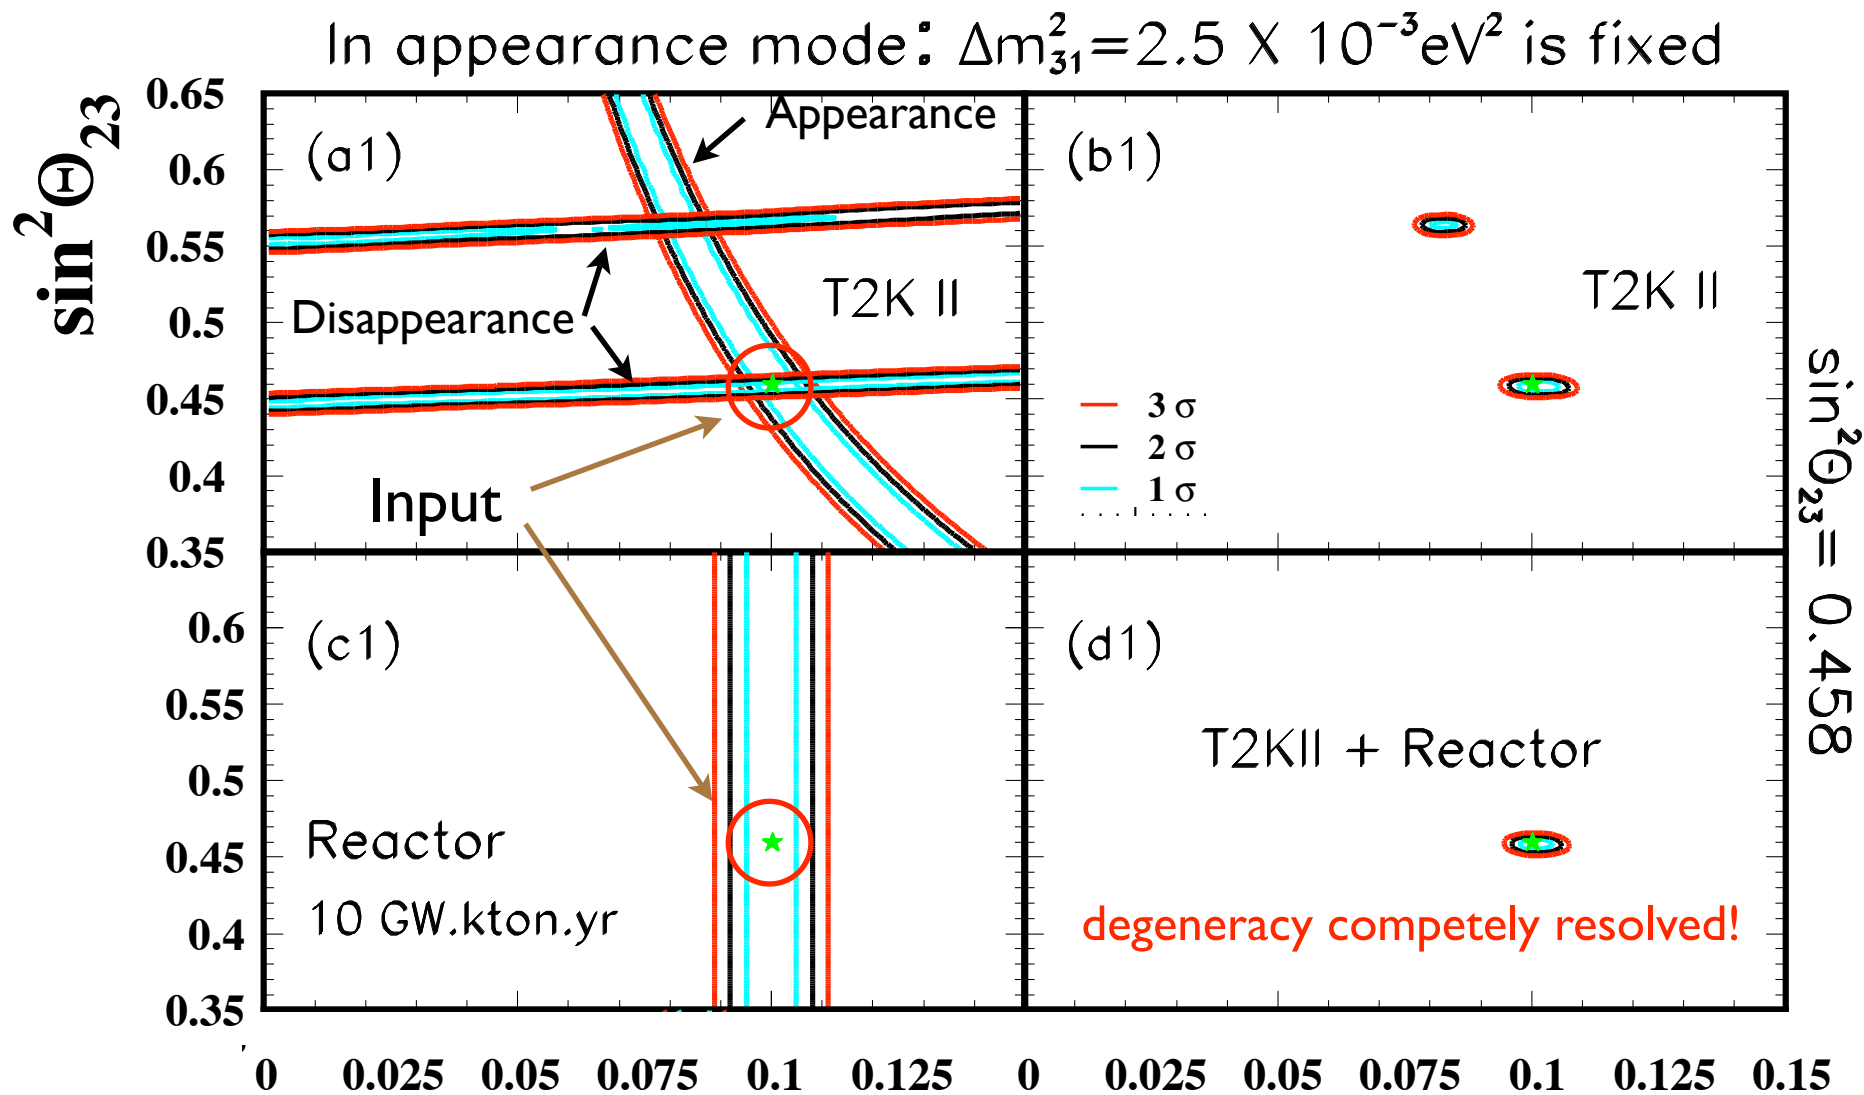 In appearance mode: Δm²₃₁=2.5 X 10⁻³eV² is fixed
sin²Θ₂₃
0.65
0.6
0.55
0.5
0.45
0.4
0.35
(a1)
Appearance
T2K II
Disappearance
Input
(b1)
T2K II
3 σ
2 σ
1 σ
sin²Θ₂₃= 0.458
0.6
0.55
0.5
0.45
0.4
0.35
(c1)
Reactor
10 GW.kton.yr
(d1)
T2KII + Reactor
degeneracy competely resolved!
0 0.025 0.05 0.075 0.1 0.125 0 0.025 0.05 0.075 0.1 0.125 0.15